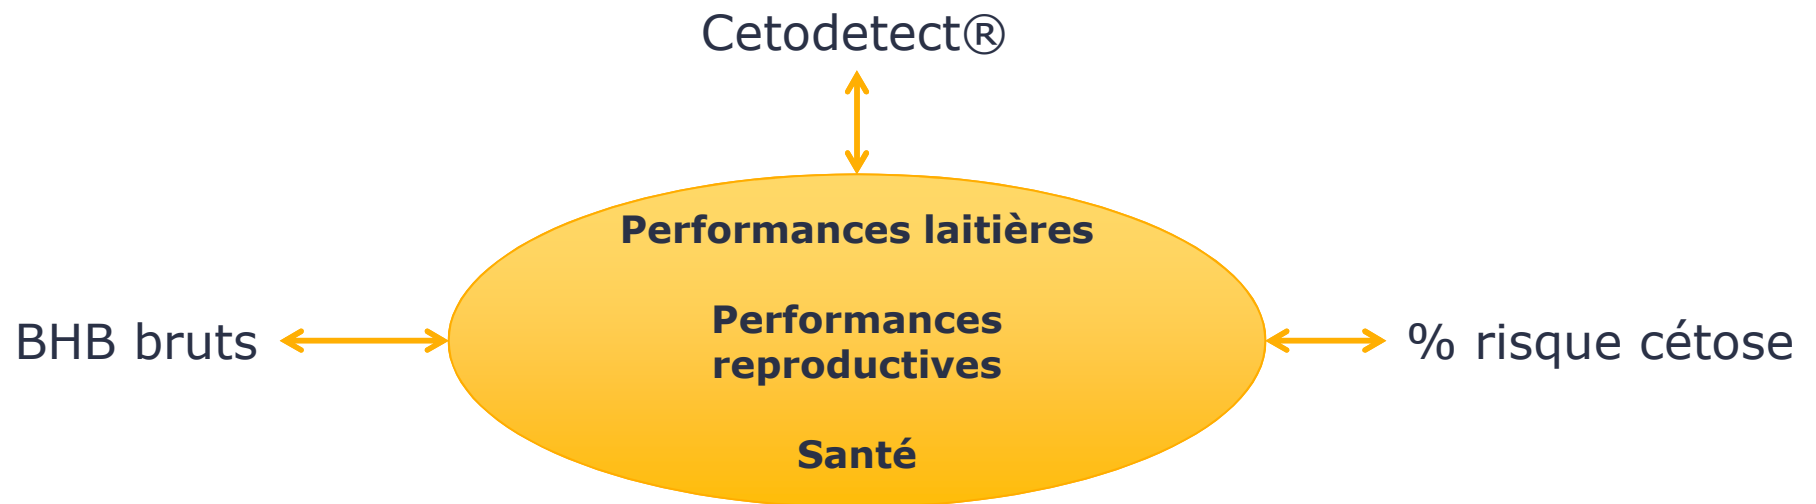 Cetodetect®
Performances laitières
BHB bruts
Performances
reproductives
% risque cétose
Santé